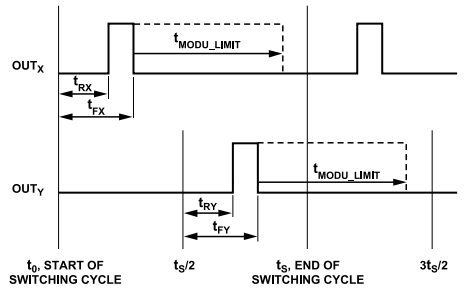 OUTX
tMODU_LIMIT
tRX
tFX
OUTY
tMODU_LIMIT
tRY
tFY
t0, START OF
SWITCHING CYCLE
tS/2
tS, END OF
SWITCHING CYCLE
3tS/2